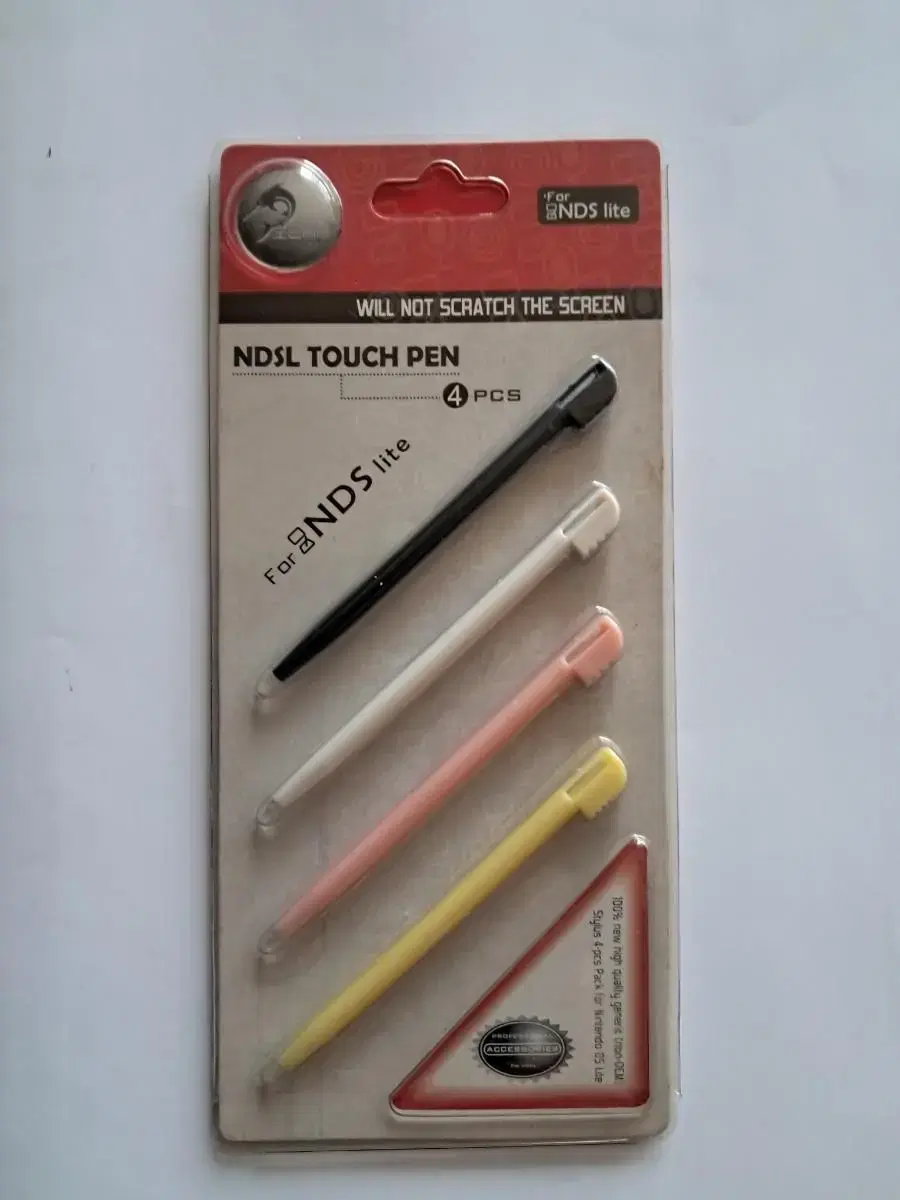 For
NDS lite
WILL NOT SCRATCH THE SCREEN
NDSL TOUCH PEN
4 PCS
For NDS lite
100% new high quality generic (non-OEM
Stylus 4-pcs Pack for Nintendo DS Lite
PROFESSIONAL
ACCESSORIES